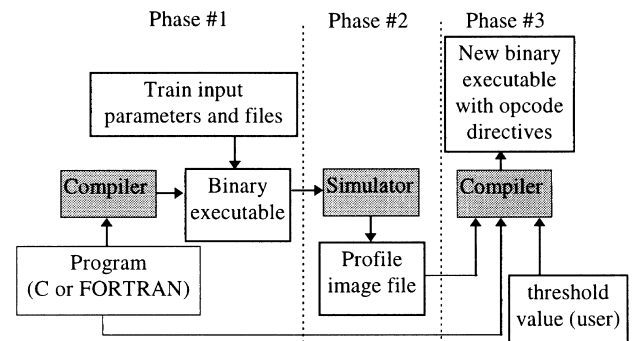 Phase #1
Phase #2
Phase #3
Train input
parameters and files
New binary
executable
with opcode
directives
Compiler
Binary
executable
Simulator
Compiler
Program
(C or FORTRAN)
Profile
image file
threshold
value (user)